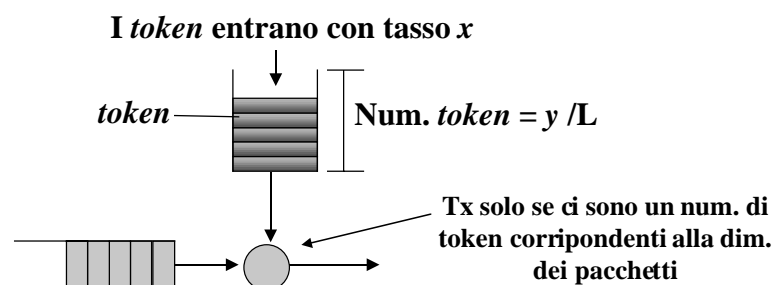 I token entrano con tasso x
token
Num. token = y /L
Tx solo se ci sono un num. di
token corripondenti alla dim.
dei pacchetti